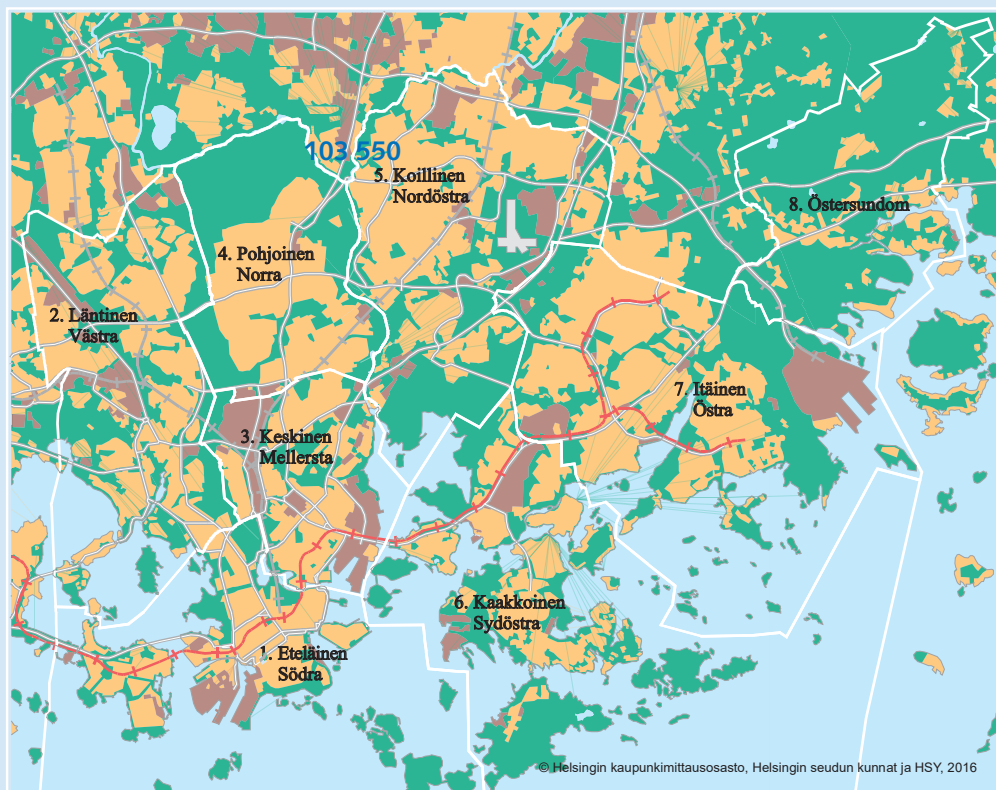 103 550
5. Koillinen
Nordöstra
8. Östersundom
4. Pohjoinen
Norra
2. Läntinen
Västra
7. Itäinen
Östra
3. Keskinen
Mellersta
6. Kaakkoinen
Sydöstra
1. Eteläinen
Södra
© Helsingin kaupunkimittausosasto, Helsingin seudun kunnat ja HSY, 2016